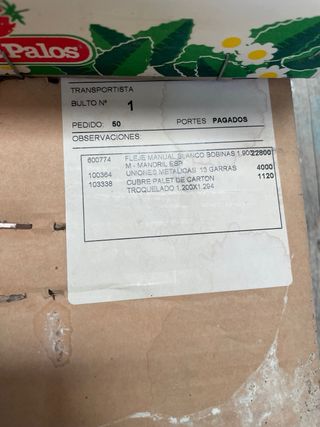 Palos
TRANSPORTISTA
BULTO Nº 1
PEDIDO: 50 PORTES PAGADOS
OBSERVACIONES:
600774 FLEJE MANUAL BLANCO BOBINAS 1.900 22800
M - MANDRIL ESP
100364 UNIONES METALICAS 13 GARRAS 4000
103338 CUBRE-PALET DE CARTON 1120
TROQUELADO 1.200X1.294